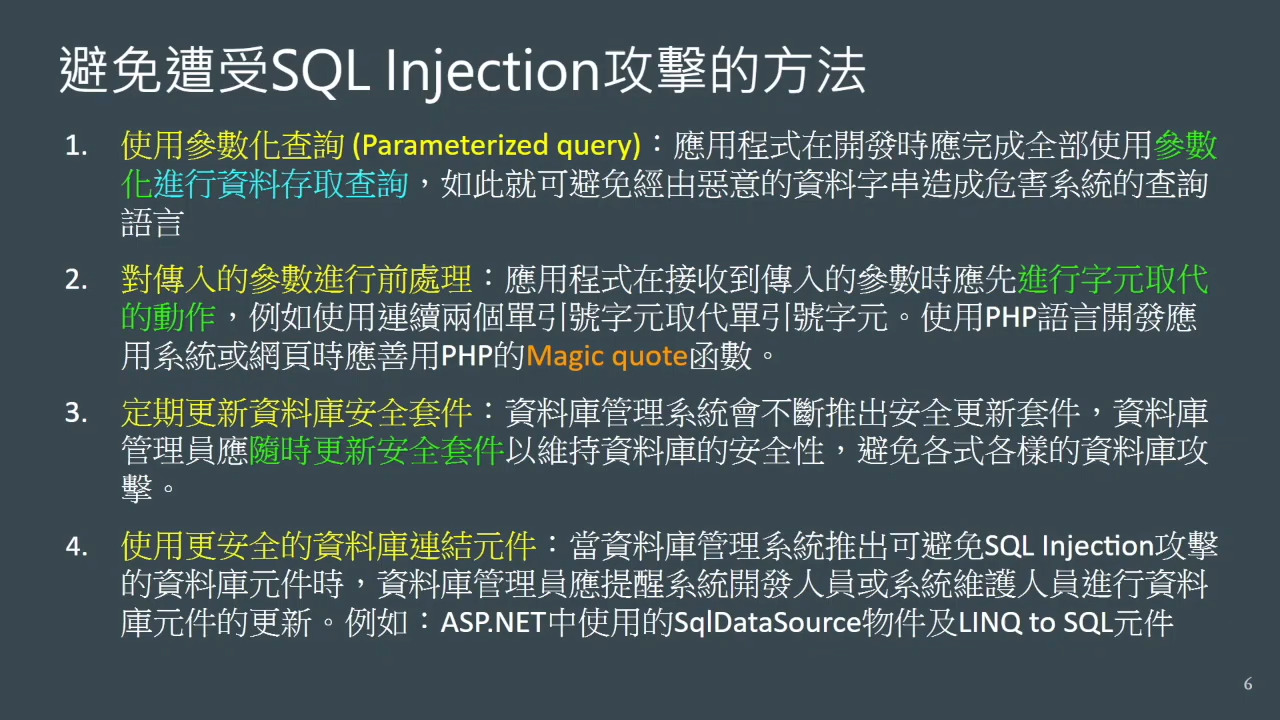 避免遭受SQL Injection攻擊的方法
1. 使用參數化查詢 (Parameterized query)：應用程式在開發時應完成全部使用參數
化進行資料存取查詢，如此就可避免經由惡意的資料字串造成危害系統的查詢
語言
2. 對傳入的參數進行前處理：應用程式在接收到傳入的參數時應先進行字元取代
的動作，例如使用連續兩個單引號字元取代單引號字元。使用PHP語言開發應
用系統或網頁時應善用PHP的Magic quote函數。
3. 定期更新資料庫安全套件：資料庫管理系統會不斷推出安全更新套件，資料庫
管理員應隨時更新安全套件以維持資料庫的安全性，避免各式各樣的資料庫攻
擊。
4. 使用更安全的資料庫連結元件：當資料庫管理系統推出可避免SQL Injection攻擊
的資料庫元件時，資料庫管理員應提醒系統開發人員或系統維護人員進行資料
庫元件的更新。例如：ASP.NET中使用的SqlDataSource物件及LINQ to SQL元件
6